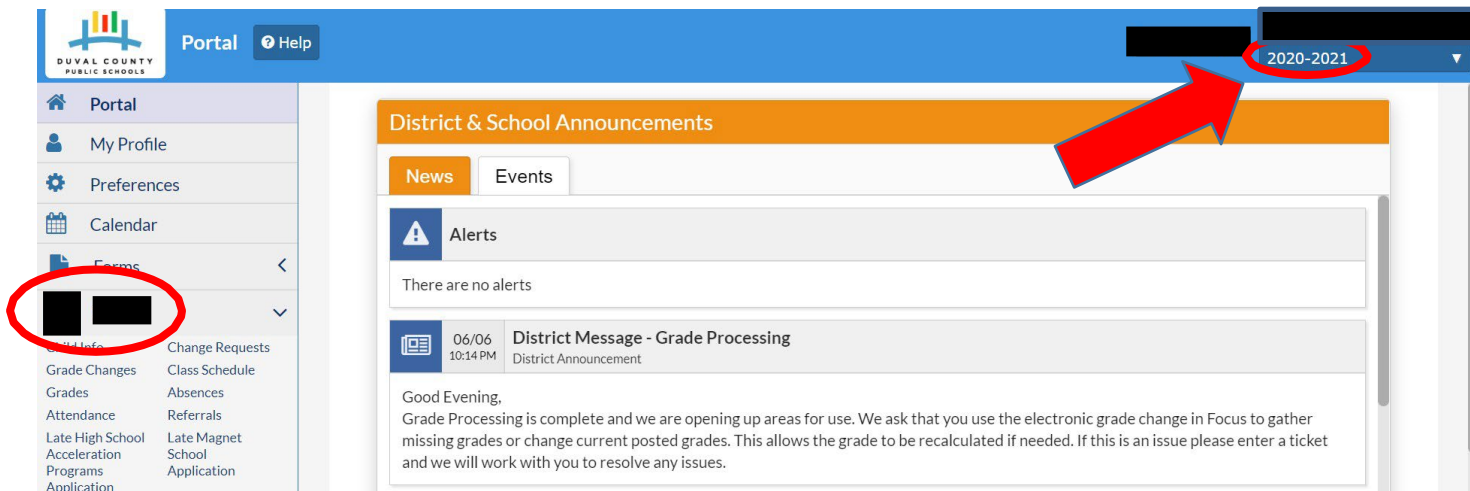 DUVAL COUNTY
PUBLIC SCHOOLS
Portal
Help
2020-2021
Portal
My Profile
Preferences
Calendar
Forms
Child Info
Change Requests
Grade Changes
Class Schedule
Grades
Absences
Attendance
Referrals
Late High School
Acceleration
Programs
Application
Late Magnet
School
Application
District & School Announcements
News
Events
Alerts
There are no alerts
06/06
10:14 PM
District Message - Grade Processing
District Announcement
Good Evening,
Grade Processing is complete and we are opening up areas for use. We ask that you use the electronic grade change in Focus to gather
missing grades or change current posted grades. This allows the grade to be recalculated if needed. If this is an issue please enter a ticket
and we will work with you to resolve any issues.